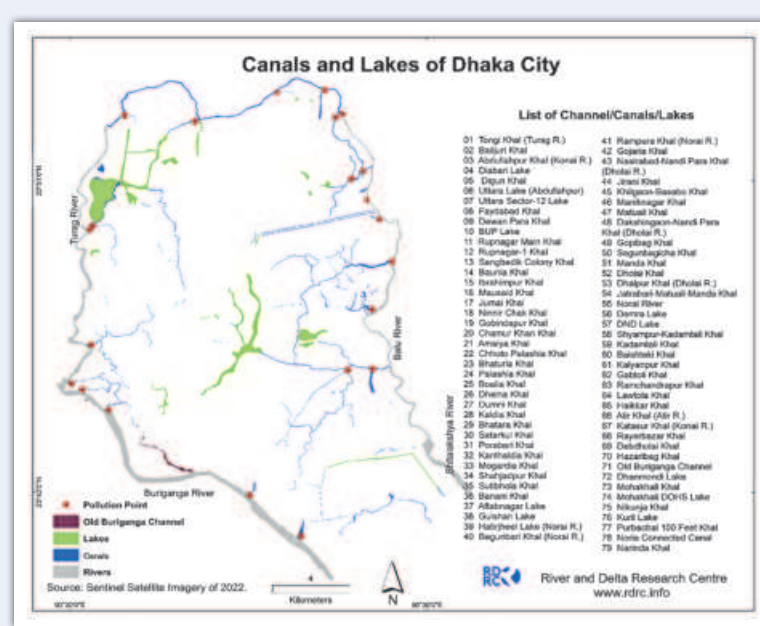 Canals and Lakes of Dhaka City
List of Channel/Canals/Lakes
01 Tongi Khal (Turag R.)
02 Bailjuri Khal
03 Abdullahpur Khal (Konai R.)
04 Diabari Lake
05 Digun Khal
06 Uttara Lake (Abdullahpur)
07 Uttara Sector-12 Lake
08 Faydabad Khal
09 Dewan Para Khal
10 BUP Lake
11 Rupnagar Main Khal
12 Rupnagar-1 Khal
13 Sangbadik Colony Khal
14 Baunia Khal
15 Ibrahimpur Khal
16 Mausaid Khal
17 Jumai Khal
18 Nirnir Chak Khal
19 Gobindapur Khal
20 Chamur Khan Khal
21 Amaiya Khal
22 Chhoto Palashia Khal
23 Bhaturia Khal
24 Palashia Khal
25 Boalia Khal
26 Dhema Khal
27 Dumni Khal
28 Kaldia Khal
29 Bhatara Khal
30 Satarkul Khal
31 Porabari Khal
32 Kanthaldia Khal
33 Mogardia Khal
34 Shahjadpur Khal
35 Sutibhola Khal
36 Banani Khal
37 Aftabnagar Lake
38 Gulshan Lake
39 Hatirjheel Lake (Norai R.)
40 Begunbari Khal (Norai R.)
41 Rampura Khal (Norai R.)
42 Gojaria Khal
43 Nasirabad-Nandi Para Khal
(Dholai R.)
44 Jirani Khal
45 Khilgaon-Basabo Khal
46 Manifnagar Khal
47 Matuail Khal
48 Dakshingaon-Nandi Para
Khal (Dholai R.)
49 Gopibag Khal
50 Segunbagicha Khal
51 Manda Khal
52 Dholai Khal
53 Dhalpur Khal (Dholai R.)
54 Jatrabari-Matuail-Manda Khal
55 Norai River
56 Demra Lake
57 DND Lake
58 Shyampur-Kadamtali Khal
59 Kadamtali Khal
60 Baishteki Khal
61 Kalyanpur Khal
62 Gabtoli Khal
63 Ramchandrapur Khal
64 Lawtola Khal
65 Haikkar Khal
66 Atir Khal (Atir R.)
67 Katasur Khal (Konai R.)
68 Rayerbazar Khal
69 Debdholai Khal
70 Hazaribag Khal
71 Old Buriganga Channel
72 Dhanmondi Lake
73 Mohakhali Khal
74 Mohakhali DOHS Lake
75 Nikunja Khal
76 Kuril Lake
77 Purbachal 100 Feet Khal
78 Noria Connected Canal
79 Narinda Khal
Turag River
Balu River
Shitalakshya River
Buriganga River
Pollution Point
Old Buriganga Channel
Lakes
Canals
Rivers
Source: Sentinel Satellite Imagery of 2022.
4
Kilometers
N
RDRC
River and Delta Research Centre
www.rdrc.info